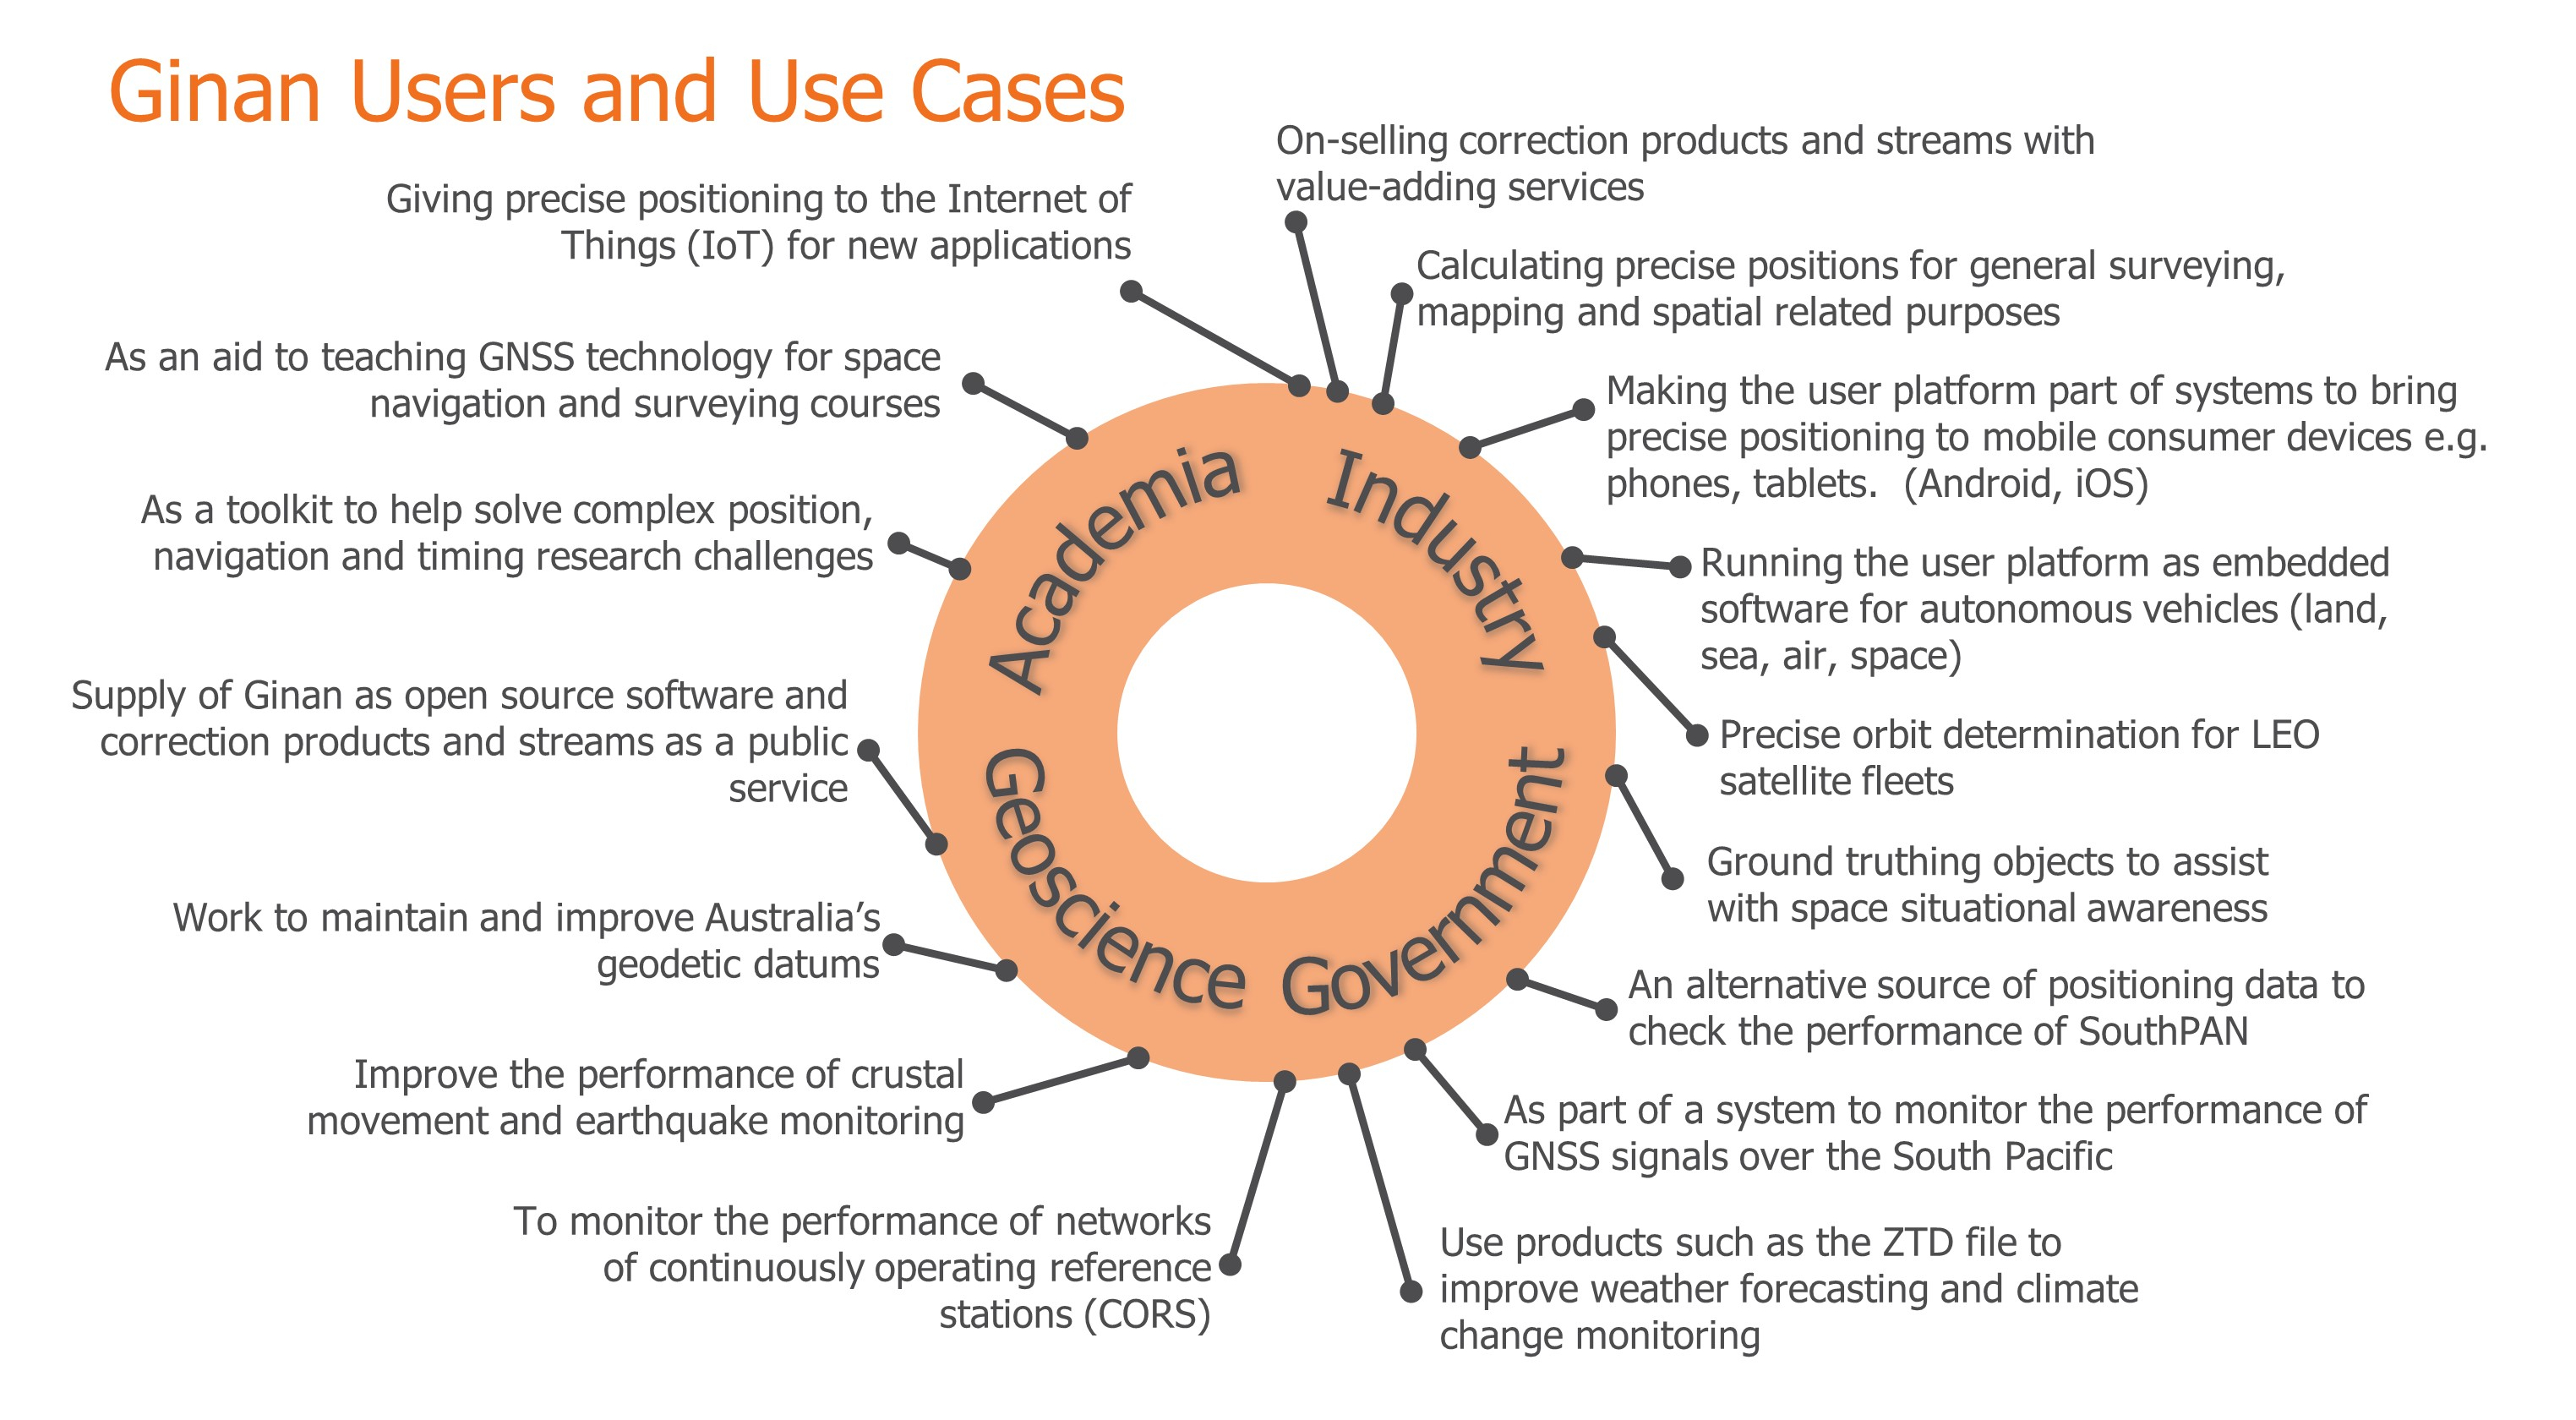 Ginan Users and Use Cases
On-selling correction products and streams with
value-adding services
Giving precise positioning to the Internet of
Things (IoT) for new applications
Calculating precise positions for general surveying,
mapping and spatial related purposes
As an aid to teaching GNSS technology for space
navigation and surveying courses
Making the user platform part of systems to bring
precise positioning to mobile consumer devices e.g.
phones, tablets.  (Android, iOS)
As a toolkit to help solve complex position,
navigation and timing research challenges
Running the user platform as embedded
software for autonomous vehicles (land,
sea, air, space)
Academia
Industry
Supply of Ginan as open source software and
correction products and streams as a public
service
Precise orbit determination for LEO
satellite fleets
Geoscience
Government
Ground truthing objects to assist
with space situational awareness
Work to maintain and improve Australia’s
geodetic datums
An alternative source of positioning data to
check the performance of SouthPAN
Improve the performance of crustal
movement and earthquake monitoring
As part of a system to monitor the performance of
GNSS signals over the South Pacific
To monitor the performance of networks
of continuously operating reference
stations (CORS)
Use products such as the ZTD file to
improve weather forecasting and climate
change monitoring